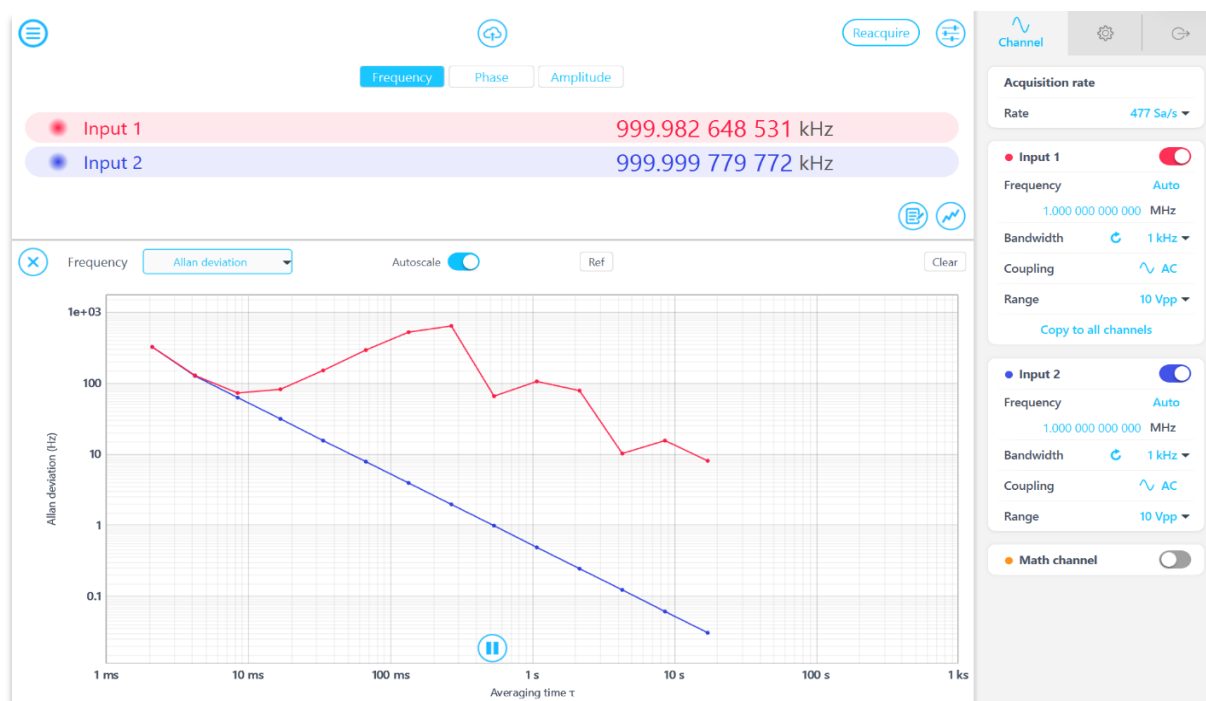 Reacquire
Frequency Phase Amplitude
Input 1 999.982 648 531 kHz
Input 2 999.999 779 772 kHz
Frequency Allan deviation Autoscale Ref Clear
Allan deviation (Hz)
1e+03
100
10
1
0.1
1 ms 10 ms 100 ms 1 s 10 s 100 s 1 ks
Averaging time τ
Channel
Acquisition rate
Rate 477 Sa/s
Input 1
Frequency Auto
1.000 000 000 000 MHz
Bandwidth 1 kHz
Coupling AC
Range 10 Vpp
Copy to all channels
Input 2
Frequency Auto
1.000 000 000 000 MHz
Bandwidth 1 kHz
Coupling AC
Range 10 Vpp
Math channel